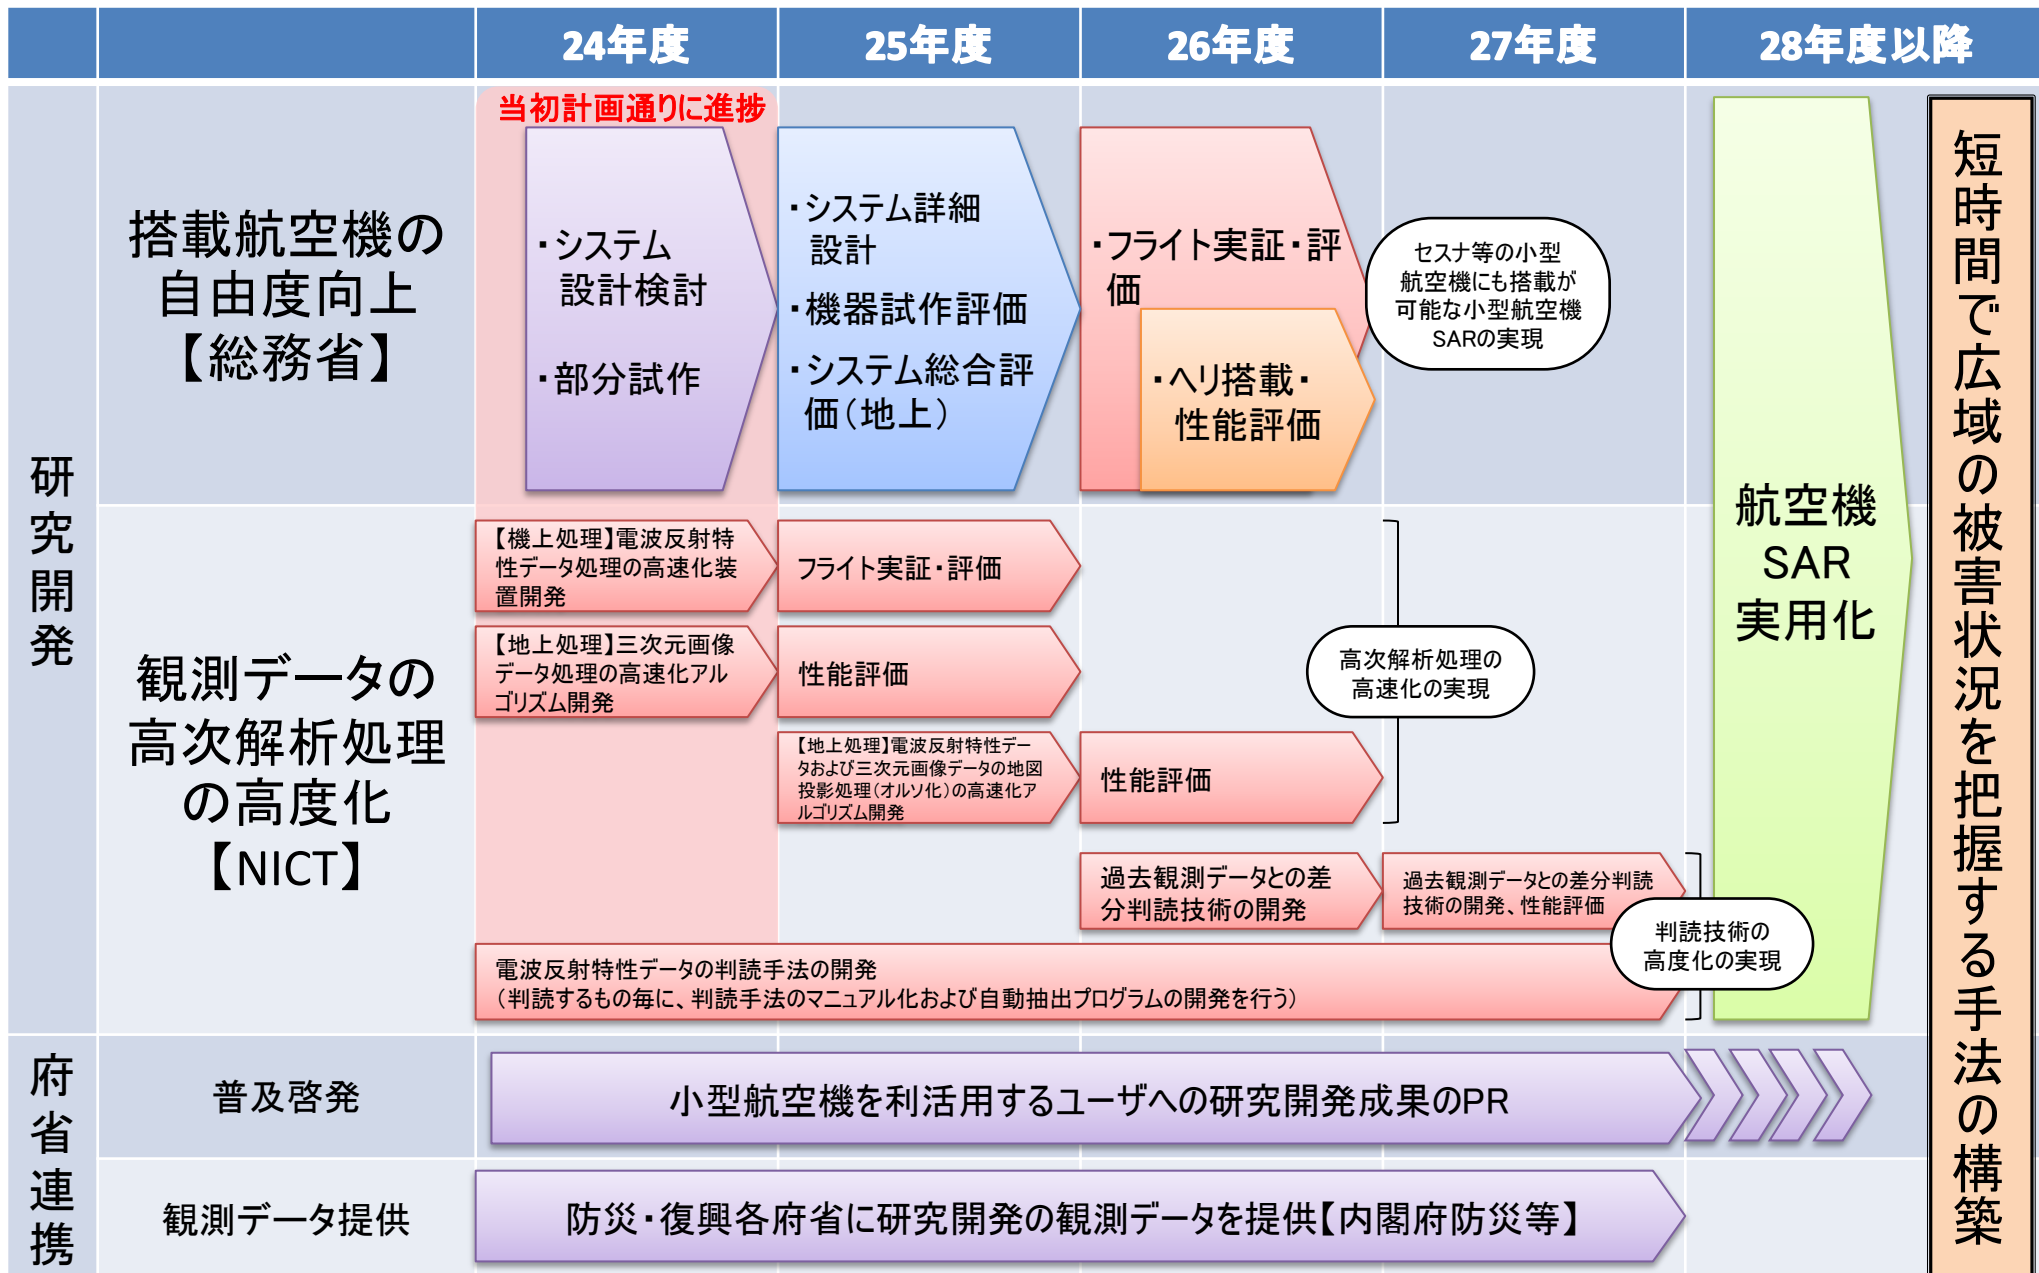 24年度
25年度
26年度
27年度
28年度以降
研究開発
搭載航空機の
自由度向上
【総務省】
当初計画通りに進捗
・システム
設計検討
・部分試作
・システム詳細
設計
・機器試作評価
・システム総合評
価（地上）
・フライト実証・評
価
・ヘリ搭載・
性能評価
セスナ等の小型
航空機にも搭載が
可能な小型航空機
SARの実現
観測データの
高次解析処理
の高度化
【NICT】
【機上処理】電波反射特
性データ処理の高速化装
置開発
フライト実証・評価
【地上処理】三次元画像
データ処理の高速化アル
ゴリズム開発
性能評価
【地上処理】電波反射特性デー
タおよび三次元画像データの地図
投影処理（オルソ化）の高速化ア
ルゴリズム開発
性能評価
高次解析処理の
高速化の実現
過去観測データとの差
分判読技術の開発
過去観測データとの差分判読
技術の開発、性能評価
電波反射特性データの判読手法の開発
（判読するもの毎に、判読手法のマニュアル化および自動抽出プログラムの開発を行う）
判読技術の
高度化の実現
航空機
SAR
実用化
短時間で広域の被害状況を把握する手法の構築
府省連携
普及啓発
小型航空機を利活用するユーザへの研究開発成果のPR
観測データ提供
防災・復興各府省に研究開発の観測データを提供【内閣府防災等】